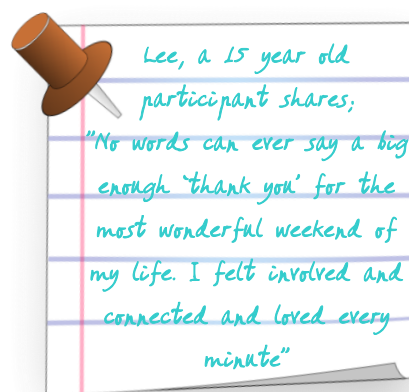 Lee, a 15 year old
participant shares;
"No words can ever say a big
enough 'thank you' for the
most wonderful weekend of
my life. I felt involved and
connected and loved every
minute"